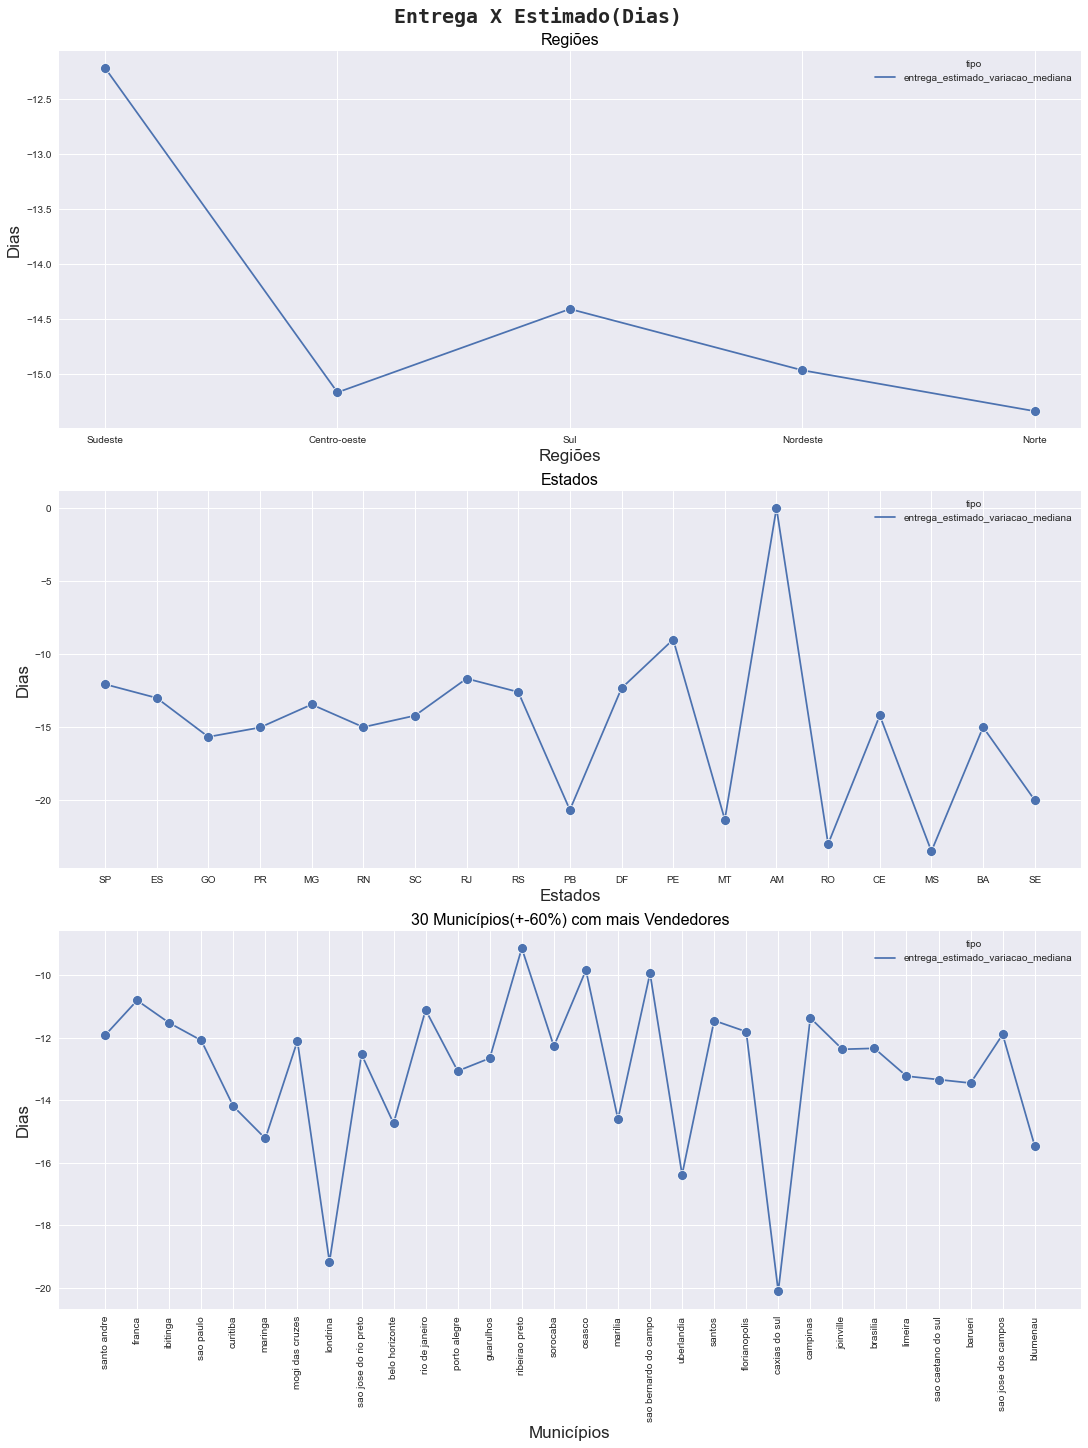 Entrega X Estimado(Dias)
Regiões
tipo
entrega_estimado_variacao_mediana
−12.5
−13.0
−13.5
−14.0
−14.5
−15.0
Dias
Sudeste Centro-oeste Sul Nordeste Norte
Regiões
Estados
tipo
entrega_estimado_variacao_mediana
0
−5
−10
−15
−20
Dias
SP ES GO PR MG RN SC RJ RS PB DF PE MT AM RO CE MS BA SE
Estados
30 Municípios(+-60%) com mais Vendedores
tipo
entrega_estimado_variacao_mediana
−10
−12
−14
−16
−18
−20
Dias
santo andre
franca
ibitinga
sao paulo
curitiba
maringa
mogi das cruzes
londrina
sao jose do rio preto
belo horizonte
rio de janeiro
porto alegre
guarulhos
ribeirao preto
sorocaba
osasco
marilia
sao bernardo do campo
uberlandia
santos
florianopolis
caxias do sul
campinas
joinville
brasilia
limeira
sao caetano do sul
barueri
sao jose dos campos
blumenau
Municípios